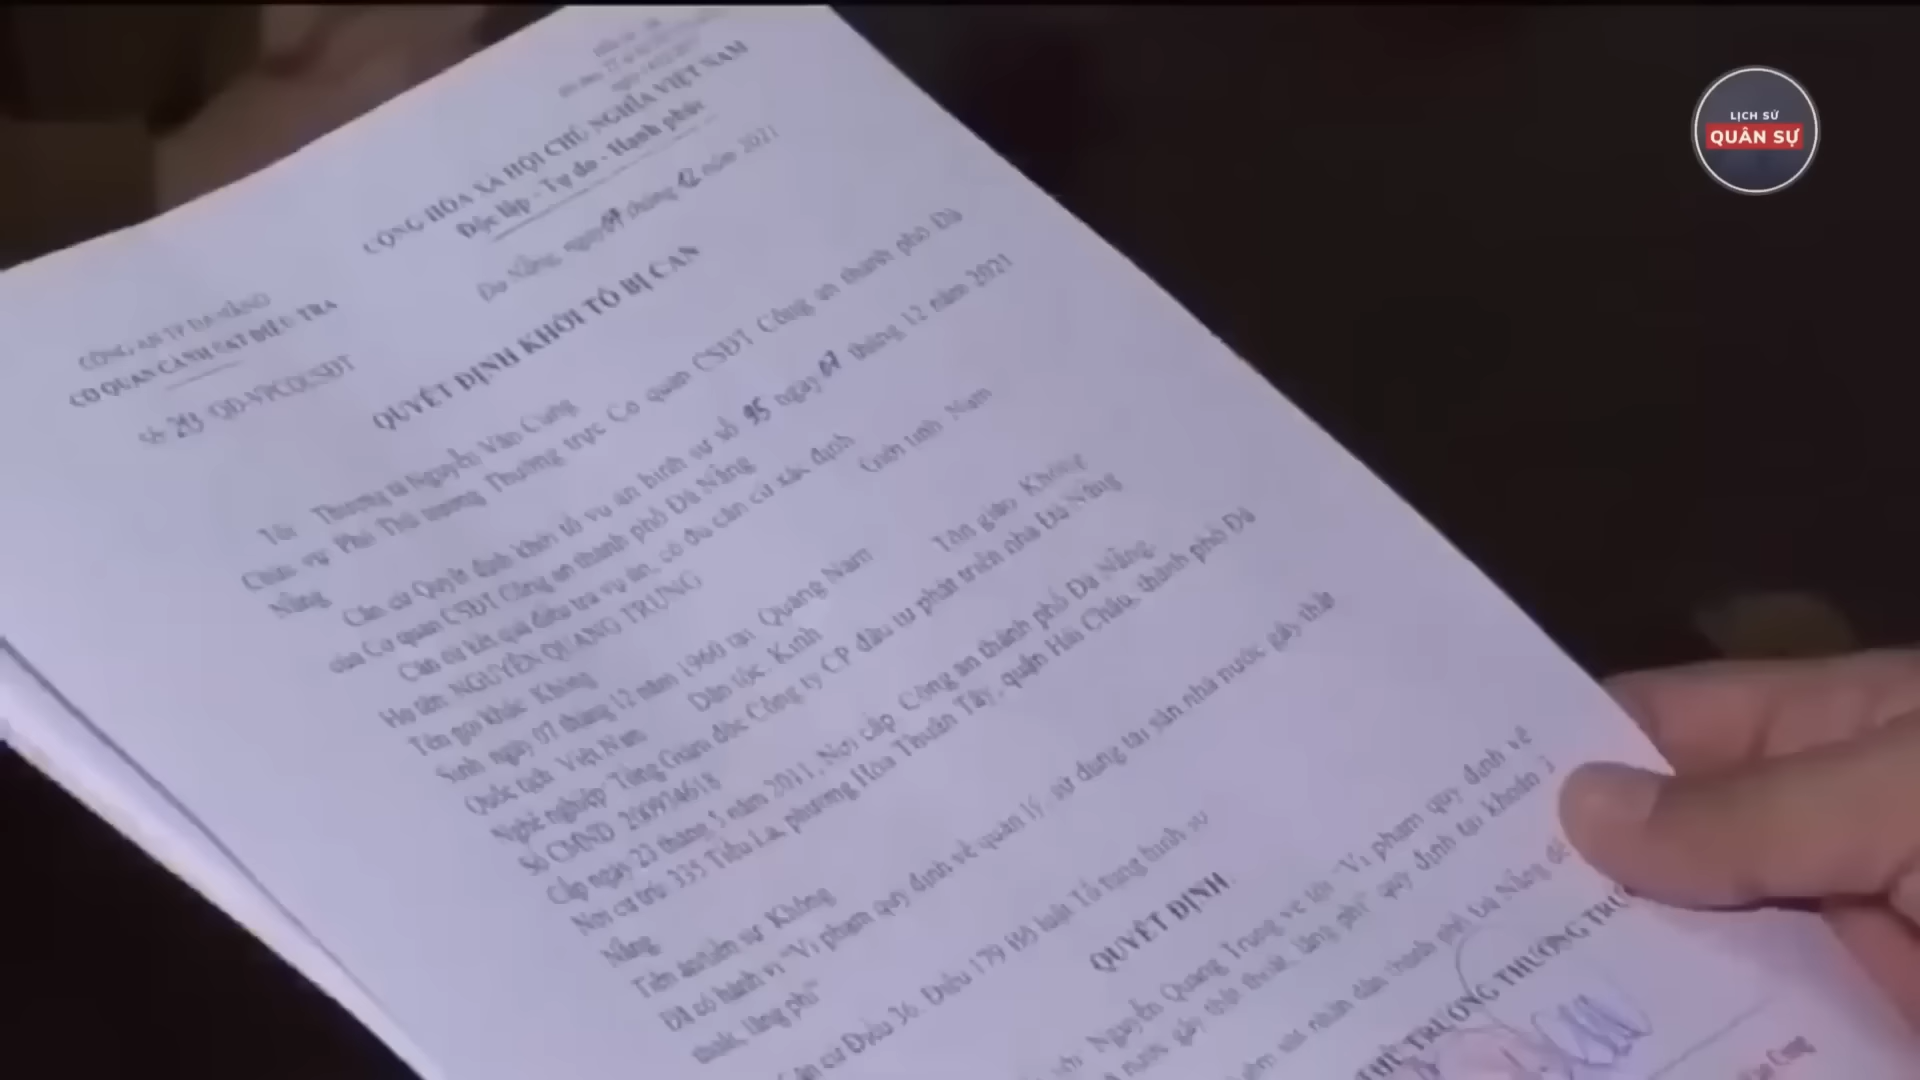 CỘNG HÒA XÃ HỘI CHỦ NGHĨA VIỆT NAM
Độc lập - Tự do - Hạnh phúc
Đà Nẵng, ngày 07 tháng 12 năm 2021
CÔNG AN TP ĐÀ NẴNG
CƠ QUAN CẢNH SÁT ĐIỀU TRA
Số 293 /QĐ-VPCQCSĐT
QUYẾT ĐỊNH KHỞI TỐ BỊ CAN
Tôi: Thượng tá Nguyễn Văn Cung
Chức vụ: Phó Thủ trưởng Thường trực Cơ quan CSĐT Công an thành phố Đà
Nẵng
Căn cứ Quyết định khởi tố vụ án hình sự số 95 ngày 07 tháng 12 năm 2021
của Cơ quan CSĐT Công an thành phố Đà Nẵng
Căn cứ kết quả điều tra vụ án, có đủ căn cứ xác định
Họ tên: NGUYỄN QUANG TRUNG Giới tính: Nam
Tên gọi khác: Không
Sinh ngày 07 tháng 12 năm 1960 tại Quảng Nam
Quốc tịch: Việt Nam Dân tộc: Kinh Tôn giáo: Không
Nghề nghiệp: Tổng Giám đốc Công ty CP đầu tư phát triển nhà Đà Nẵng
Số CMND: 200974618
Cấp ngày 23 tháng 5 năm 2011, Nơi cấp: Công an thành phố Đà Nẵng
Nơi cư trú: 335 Tiểu La, phường Hòa Thuận Tây, quận Hải Châu, thành phố Đà
Nẵng
Tiền án/tiền sự: Không
Đã có hành vi "Vi phạm quy định về quản lý, sử dụng tài sản nhà nước gây thất
thoát, lãng phí"
Căn cứ Điều 36, Điều 179 Bộ luật Tố tụng hình sự
QUYẾT ĐỊNH
Nguyễn Quang Trung về tội "Vi phạm quy định về
nhà nước gây thất thoát, lãng phí" quy định tại khoản 3
sát nhân dân thành phố Đà Nẵng để
THỦ TRƯỞNG THƯỜNG TRỰC
LỊCH SỬ
QUÂN SỰ